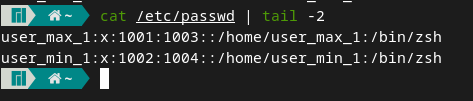 ~ cat /etc/passwd | tail -2
user_max_1:x:1001:1003::/home/user_max_1:/bin/zsh
user_min_1:x:1002:1004::/home/user_min_1:/bin/zsh
~